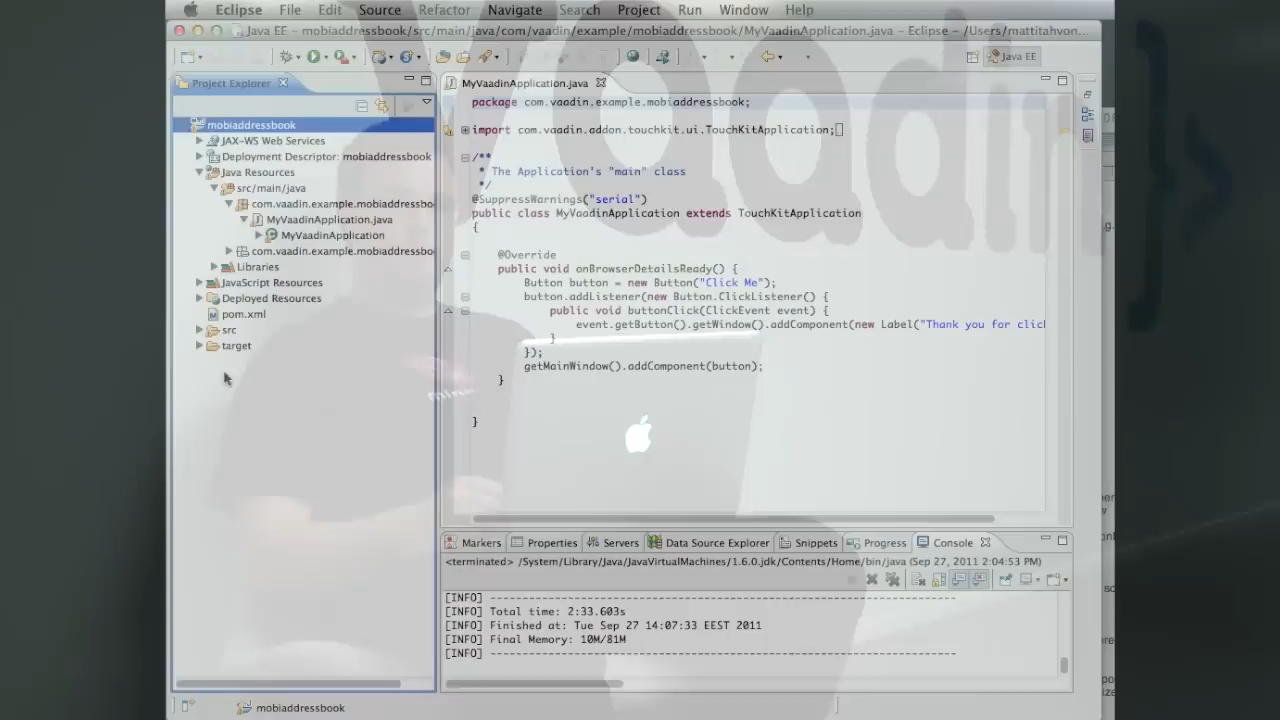 Eclipse File Edit Source Refactor Navigate Search Project Run Window Help
Java EE – mobiaddressbook/src/main/java/com/vaadin/example/mobiaddressbook/MyVaadinApplication.java – Eclipse – /Users/mattitahvon...
Java EE
Project Explorer
MyVaadinApplication.java
mobiaddressbook
JAX-WS Web Services
Deployment Descriptor: mobiaddressbook
Java Resources
src/main/java
com.vaadin.example.mobiaddressbo
MyVaadinApplication.java
MyVaadinApplication
com.vaadin.example.mobiaddressbo
Libraries
JavaScript Resources
Deployed Resources
pom.xml
src
target
package com.vaadin.example.mobiaddressbook;
import com.vaadin.addon.touchkit.ui.TouchKitApplication;
/**
* The Application's "main" class
*/
@SuppressWarnings("serial")
public class MyVaadinApplication extends TouchKitApplication
{
@Override
public void onBrowserDetailsReady() {
Button button = new Button("Click Me");
button.addListener(new Button.ClickListener() {
public void buttonClick(ClickEvent event) {
event.getButton().getWindow().addComponent(new Label("Thank you for clic
}
});
getMainWindow().addComponent(button);
}
}
Markers Properties Servers Data Source Explorer Snippets Progress Console
<terminated> /System/Library/Java/JavaVirtualMachines/1.6.0.jdk/Contents/Home/bin/java (Sep 27, 2011 2:04:53 PM)
[INFO] ------------------------------------------------------------------------
[INFO] Total time: 2:33.603s
[INFO] Finished at: Tue Sep 27 14:07:33 EEST 2011
[INFO] Final Memory: 10M/81M
[INFO] ------------------------------------------------------------------------
mobiaddressbook
vaadin }>